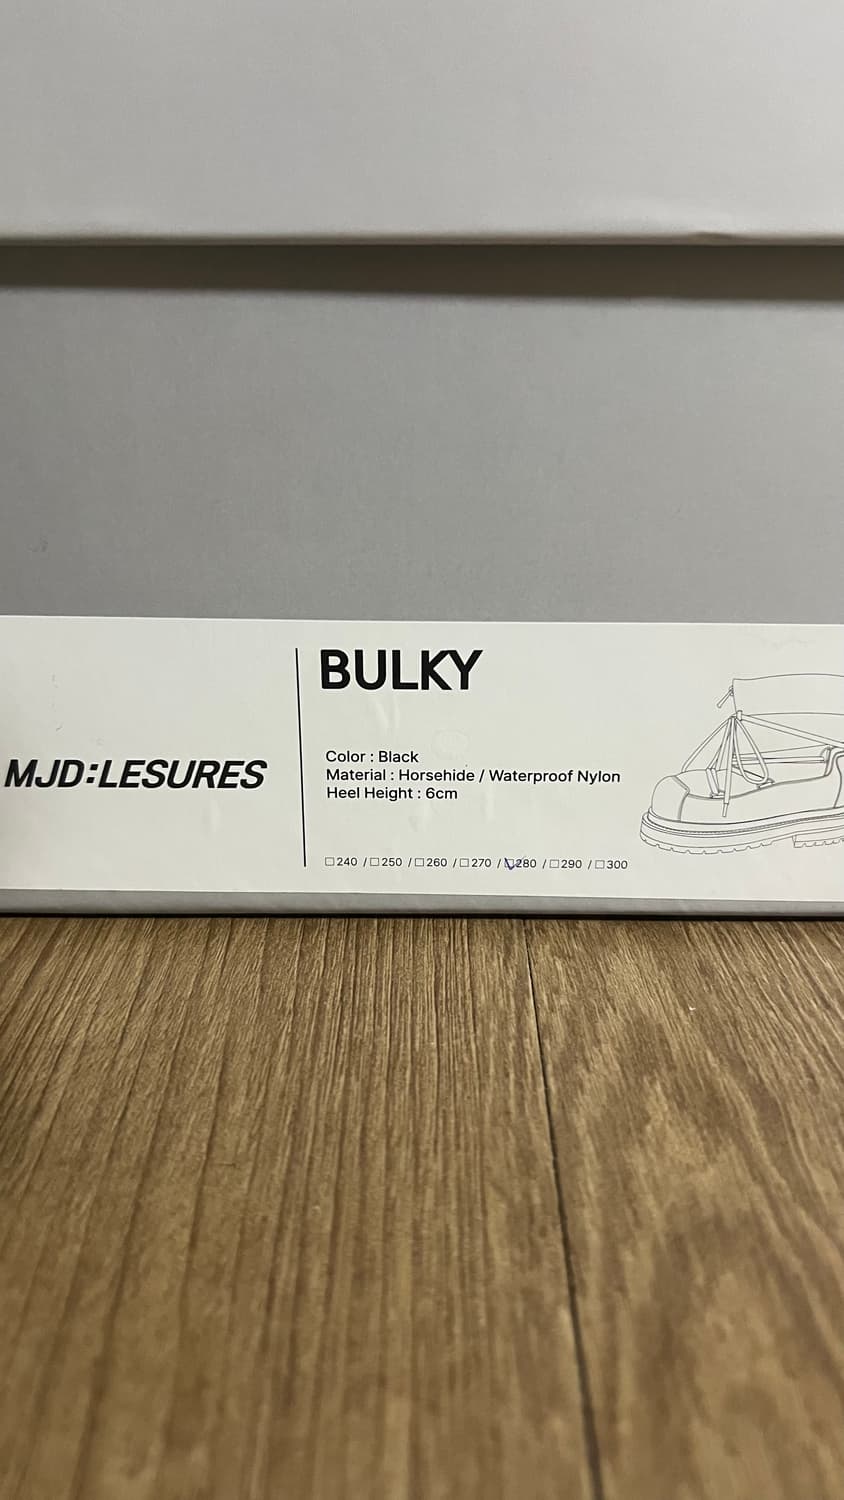 MJD:LESURES
BULKY
Color : Black
Material : Horsehide / Waterproof Nylon
Heel Height : 6cm
☐240 /☐250 /☐260 /☐270 /☑280 /☐290 /☐300